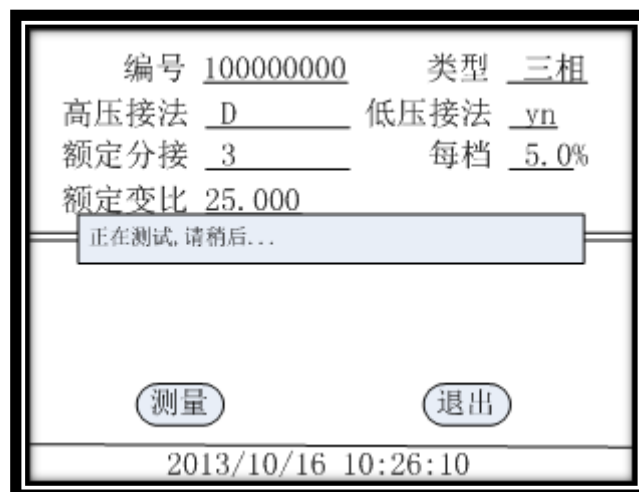 编号 100000000 类型 三相
高压接法 D 低压接法 yn
额定分接 3 每档 5.0%
额定变比 25.000
正在测试,请稍后...
测量 退出
2013/10/16 10:26:10